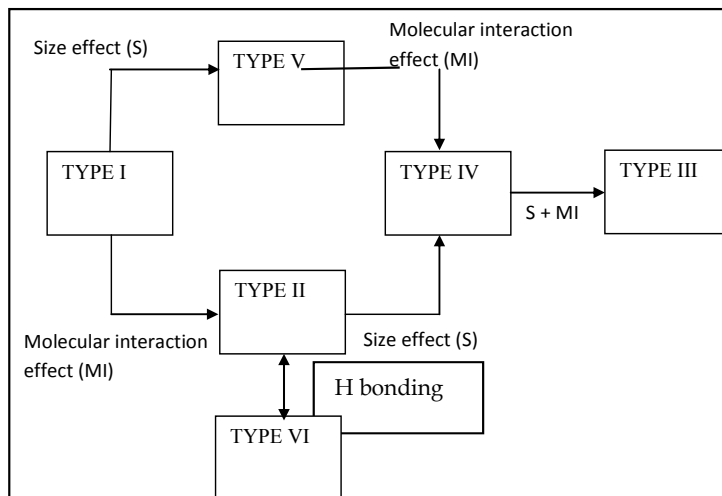 Size effect (S)
TYPE V
Molecular interaction
effect (MI)
TYPE I
TYPE IV
TYPE III
S + MI
TYPE II
Molecular interaction
effect (MI)
Size effect (S)
H bonding
TYPE VI